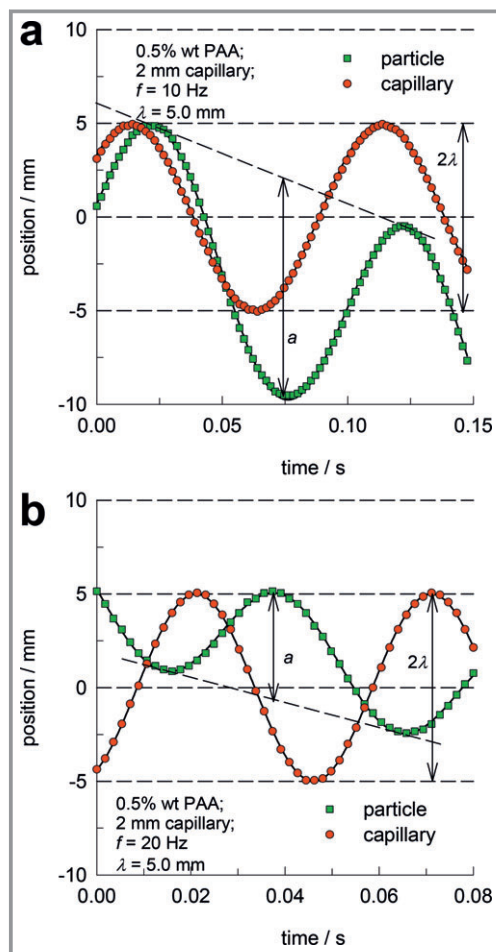 a
10
5
0
-5
-10
position / mm
0.5% wt PAA;
2 mm capillary;
f = 10 Hz
λ = 5.0 mm
particle
capillary
2λ
a
0.00
0.05
0.10
0.15
time / s
b
10
5
0
-5
-10
position / mm
a
2λ
0.5% wt PAA;
2 mm capillary;
f = 20 Hz
λ = 5.0 mm
particle
capillary
0.00
0.02
0.04
0.06
0.08
time / s